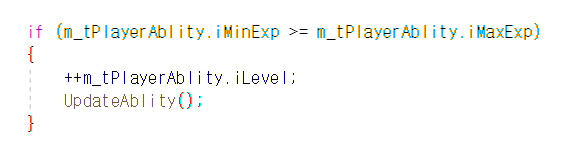 if (m_tPlayerAblity.iMinExp >= m_tPlayerAblity.iMaxExp)
{
++m_tPlayerAblity.iLevel;
UpdateAblity();
}